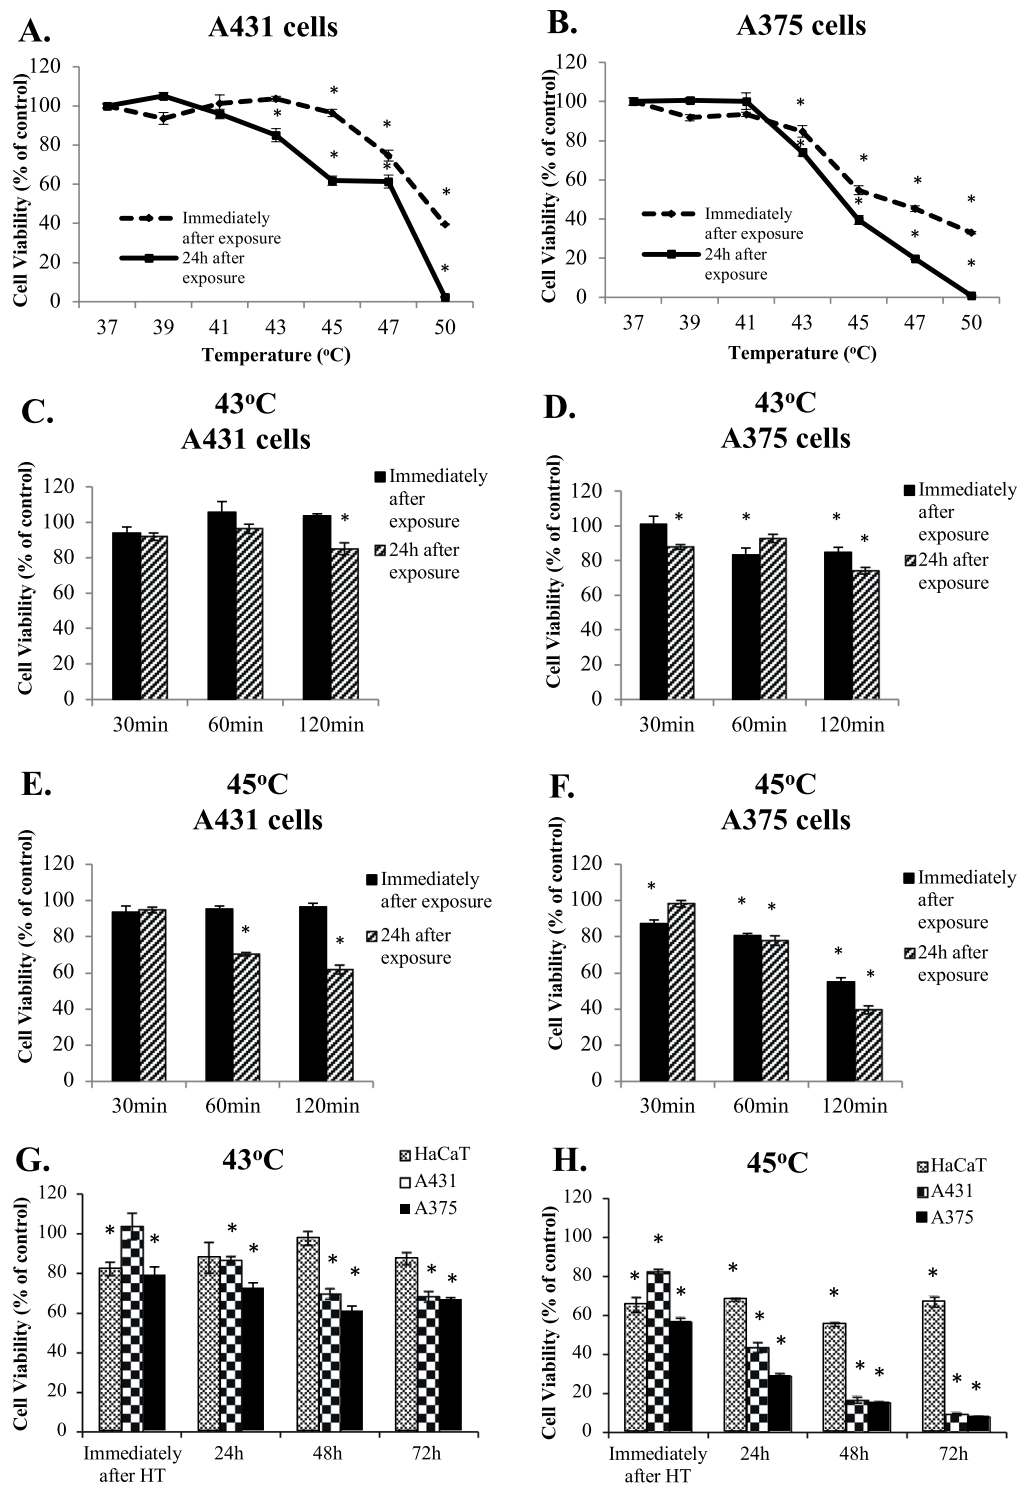 A.
A431 cells
Cell Viability (% of control)
120
100
80
60
40
20
0
* * * * * * * *
Immediately
after exposure
24h after
exposure
37 39 41 43 45 47 50
Temperature (ºC)
B.
A375 cells
Cell Viability (% of control)
120
100
80
60
40
20
0
* * * * * * * *
Immediately
after exposure
24h after
exposure
37 39 41 43 45 47 50
Temperature (ºC)
C.
43ºC
A431 cells
Cell Viability (% of control)
120
100
80
60
40
20
0
*
Immediately
after
exposure
24h after
exposure
30min 60min 120min
D.
43ºC
A375 cells
Cell Viability (% of control)
120
100
80
60
40
20
0
* * * *
Immediately
after
exposure
24h after
exposure
30min 60min 120min
E.
45ºC
A431 cells
Cell Viability (% of control)
120
100
80
60
40
20
0
* *
Immediately
after exposure
24h after
exposure
30min 60min 120min
F.
45ºC
A375 cells
Cell Viability (% of control)
120
100
80
60
40
20
0
* * * * *
Immediately
after
exposure
24h after
exposure
30min 60min 120min
G.
43ºC
HaCaT
A431
A375
Cell Viability (% of control)
120
100
80
60
40
20
0
* * * * * * * *
Immediately
after HT
24h 48h 72h
H.
45ºC
HaCaT
A431
A375
Cell Viability (% of control)
120
100
80
60
40
20
0
* * * * * * * * * * * *
Immediately
after HT
24h 48h 72h